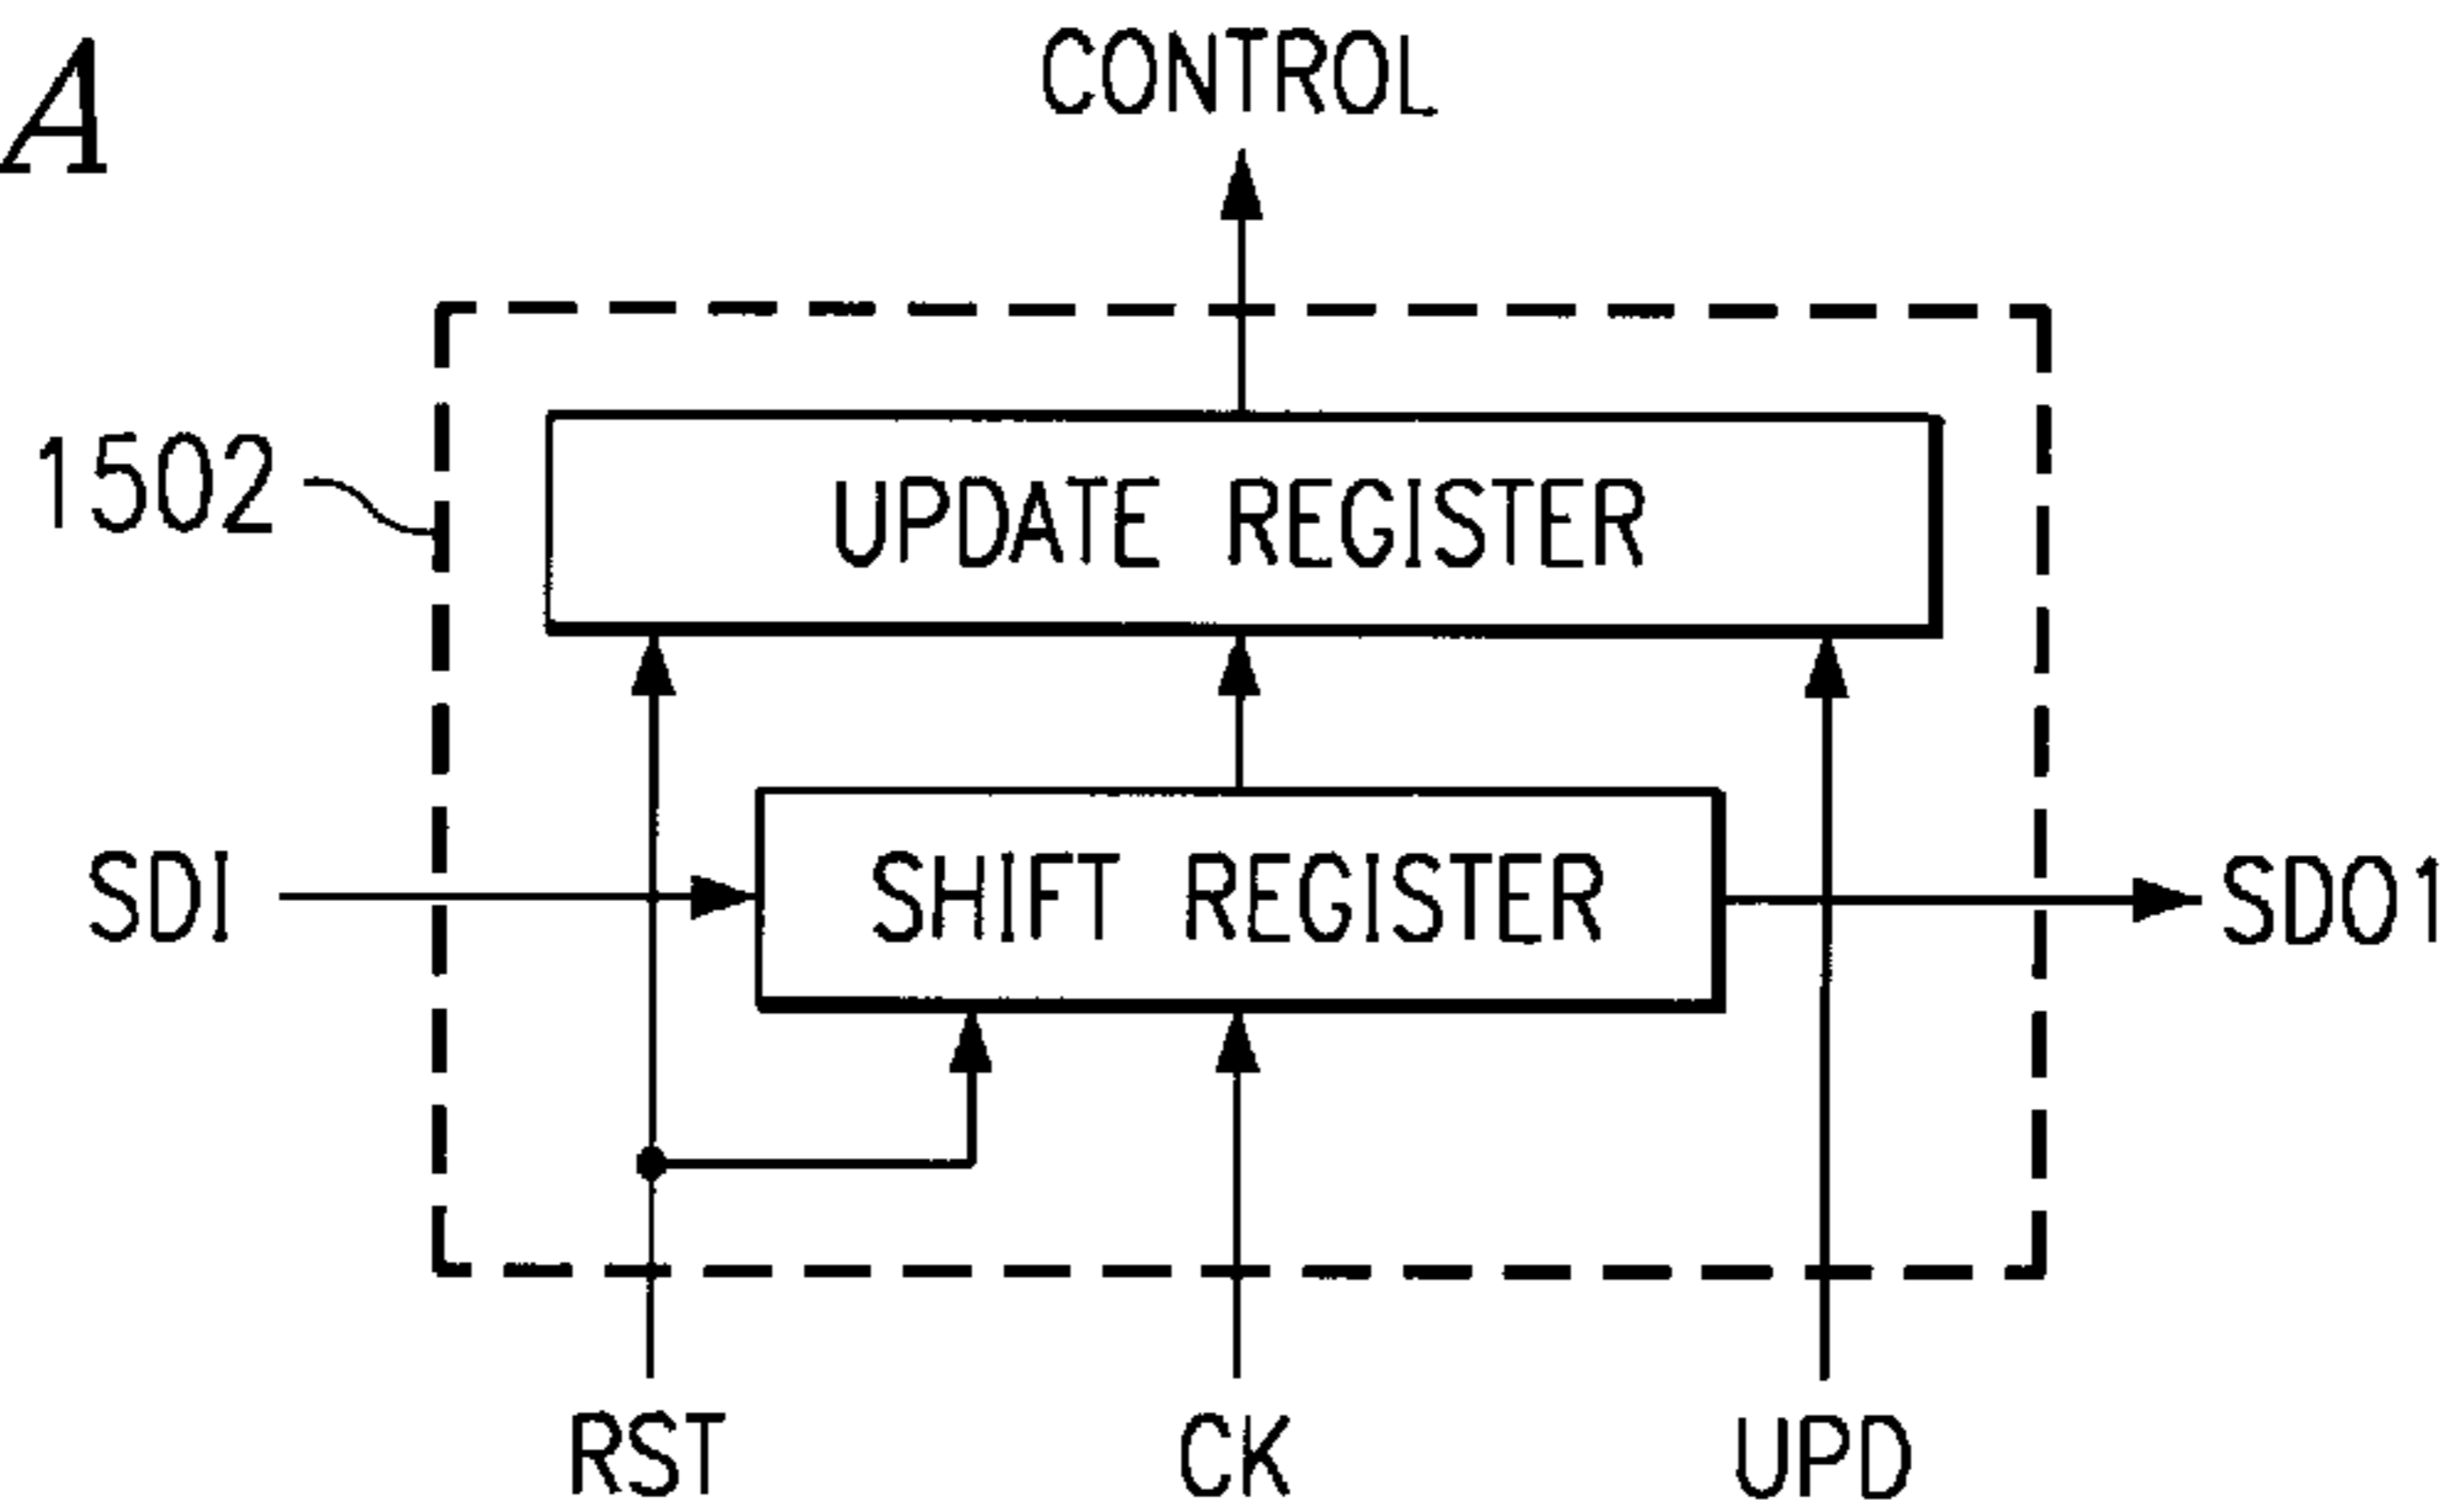 A
CONTROL
1502
UPDATE REGISTER
SDI
SHIFT REGISTER
SDO1
RST
CK
UPD